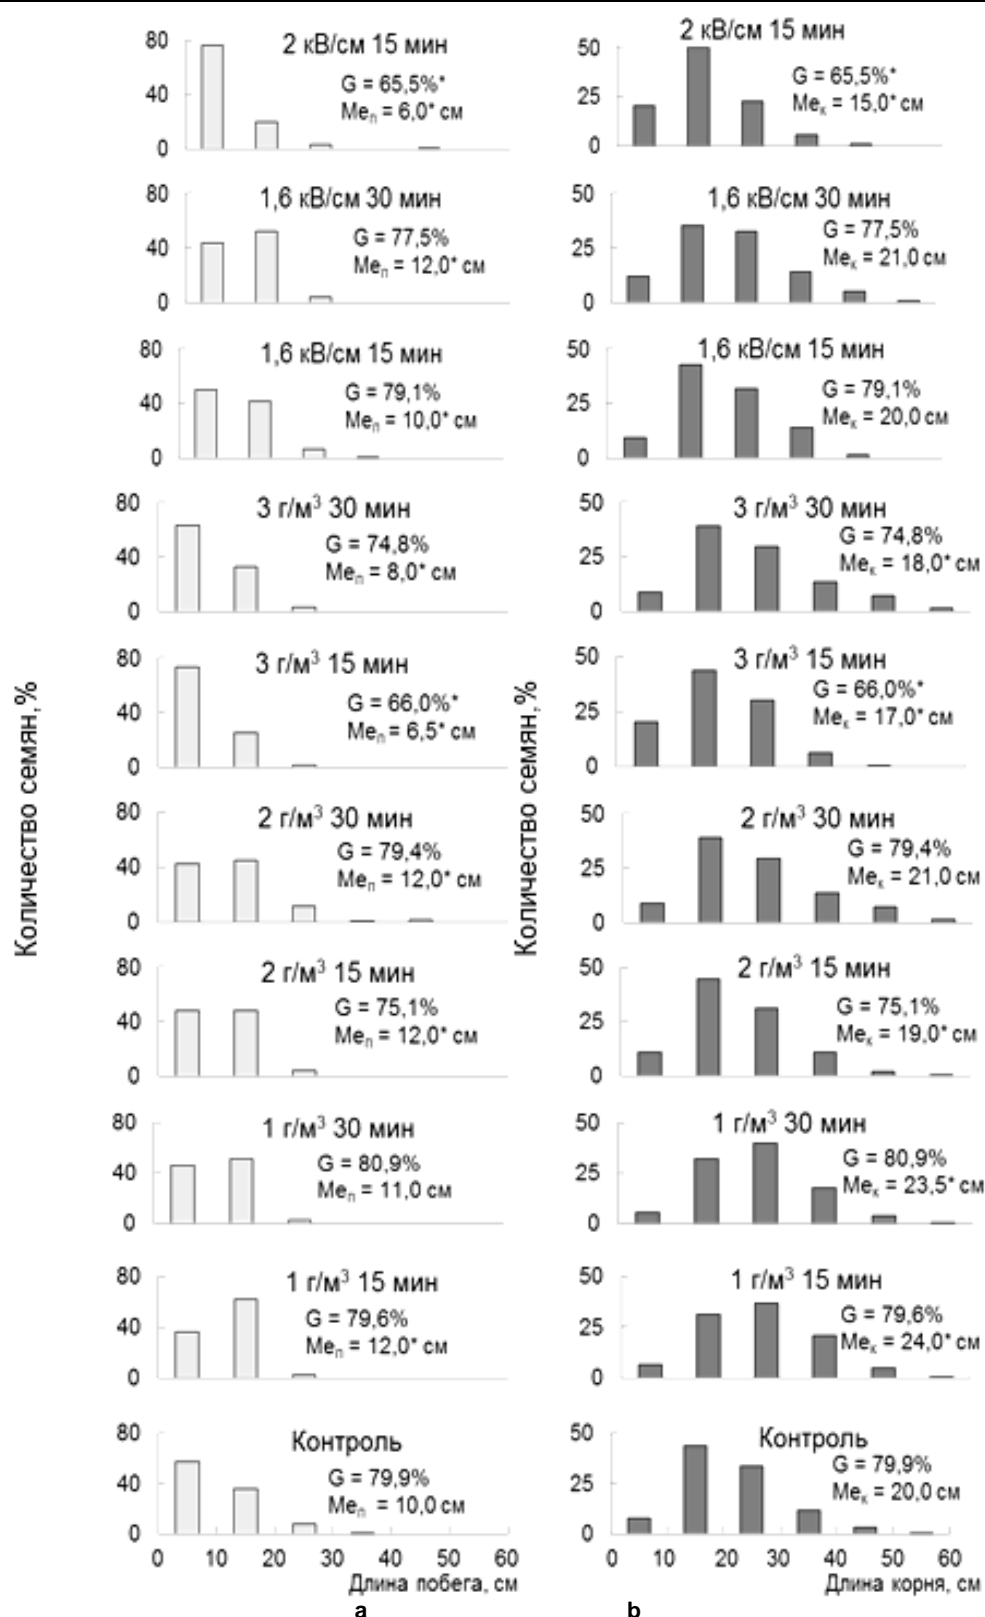 2 кВ/см 15 мин
G = 65,5%*
Meп = 6,0* см
80
40
0
2 кВ/см 15 мин
G = 65,5%*
Meк = 15,0* см
50
25
0
1,6 кВ/см 30 мин
G = 77,5%
Meп = 12,0* см
80
40
0
1,6 кВ/см 30 мин
G = 77,5%
Meк = 21,0 см
50
25
0
1,6 кВ/см 15 мин
G = 79,1%
Meп = 10,0* см
80
40
0
1,6 кВ/см 15 мин
G = 79,1%
Meк = 20,0 см
50
25
0
3 г/м³ 30 мин
G = 74,8%
Meп = 8,0* см
80
40
0
3 г/м³ 30 мин
G = 74,8%
Meк = 18,0* см
50
25
0
3 г/м³ 15 мин
G = 66,0%*
Meп = 6,5* см
80
40
0
3 г/м³ 15 мин
G = 66,0%*
Meк = 17,0* см
50
25
0
Количество семян,%
Количество семян,%
2 г/м³ 30 мин
G = 79,4%
Meп = 12,0* см
80
40
0
2 г/м³ 30 мин
G = 79,4%
Meк = 21,0 см
50
25
0
2 г/м³ 15 мин
G = 75,1%
Meп = 12,0* см
80
40
0
2 г/м³ 15 мин
G = 75,1%
Meк = 19,0* см
50
25
0
1 г/м³ 30 мин
G = 80,9%
Meп = 11,0 см
80
40
0
1 г/м³ 30 мин
G = 80,9%
Meк = 23,5* см
50
25
0
1 г/м³ 15 мин
G = 79,6%
Meп = 12,0* см
80
40
0
1 г/м³ 15 мин
G = 79,6%
Meк = 24,0* см
50
25
0
Контроль
G = 79,9%
Meп = 10,0 см
80
40
0
0 10 20 30 40 50 60
Длина побега, см
a
Контроль
G = 79,9%
Meк = 20,0 см
50
25
0
0 10 20 30 40 50 60
Длина корня, см
b